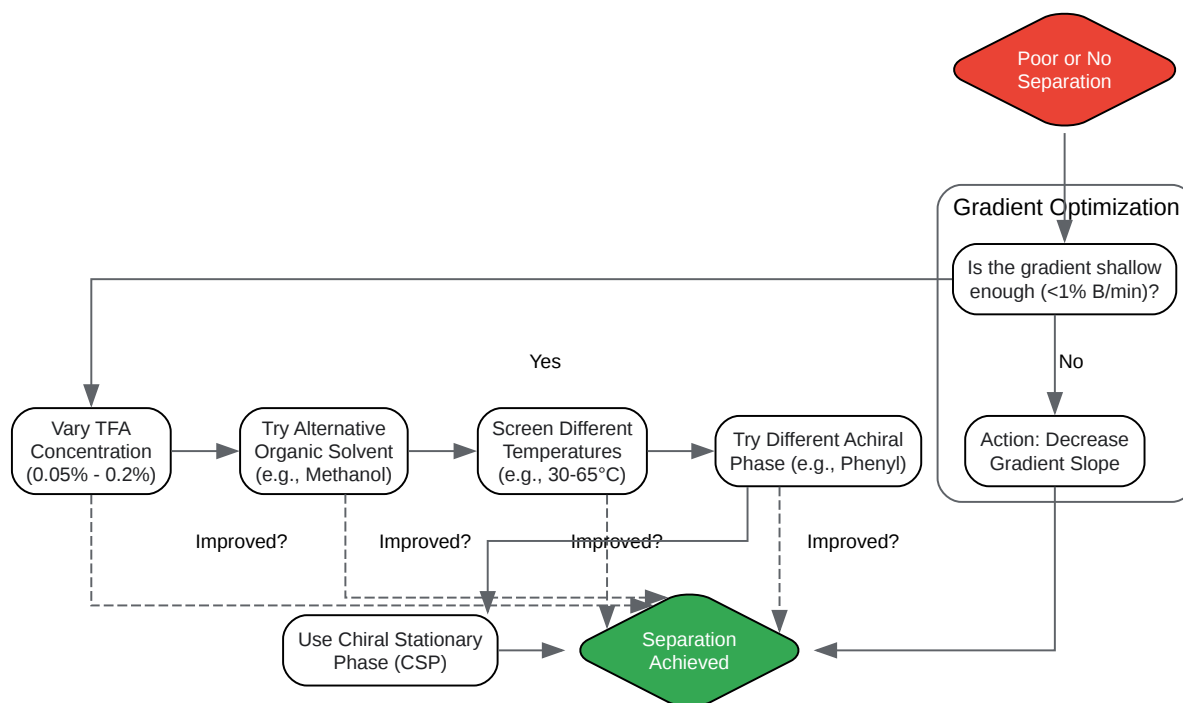 Poor or No
Separation
Gradient Optimization
Is the gradient shallow
enough (<1% B/min)?
Yes
No
Vary TFA
Concentration
(0.05% - 0.2%)
Try Alternative
Organic Solvent
(e.g., Methanol)
Screen Different
Temperatures
(e.g., 30-65°C)
Try Different Achiral
Phase (e.g., Phenyl)
Action: Decrease
Gradient Slope
Improved?
Improved?
Improved?
Improved?
Use Chiral Stationary
Phase (CSP)
Separation
Achieved